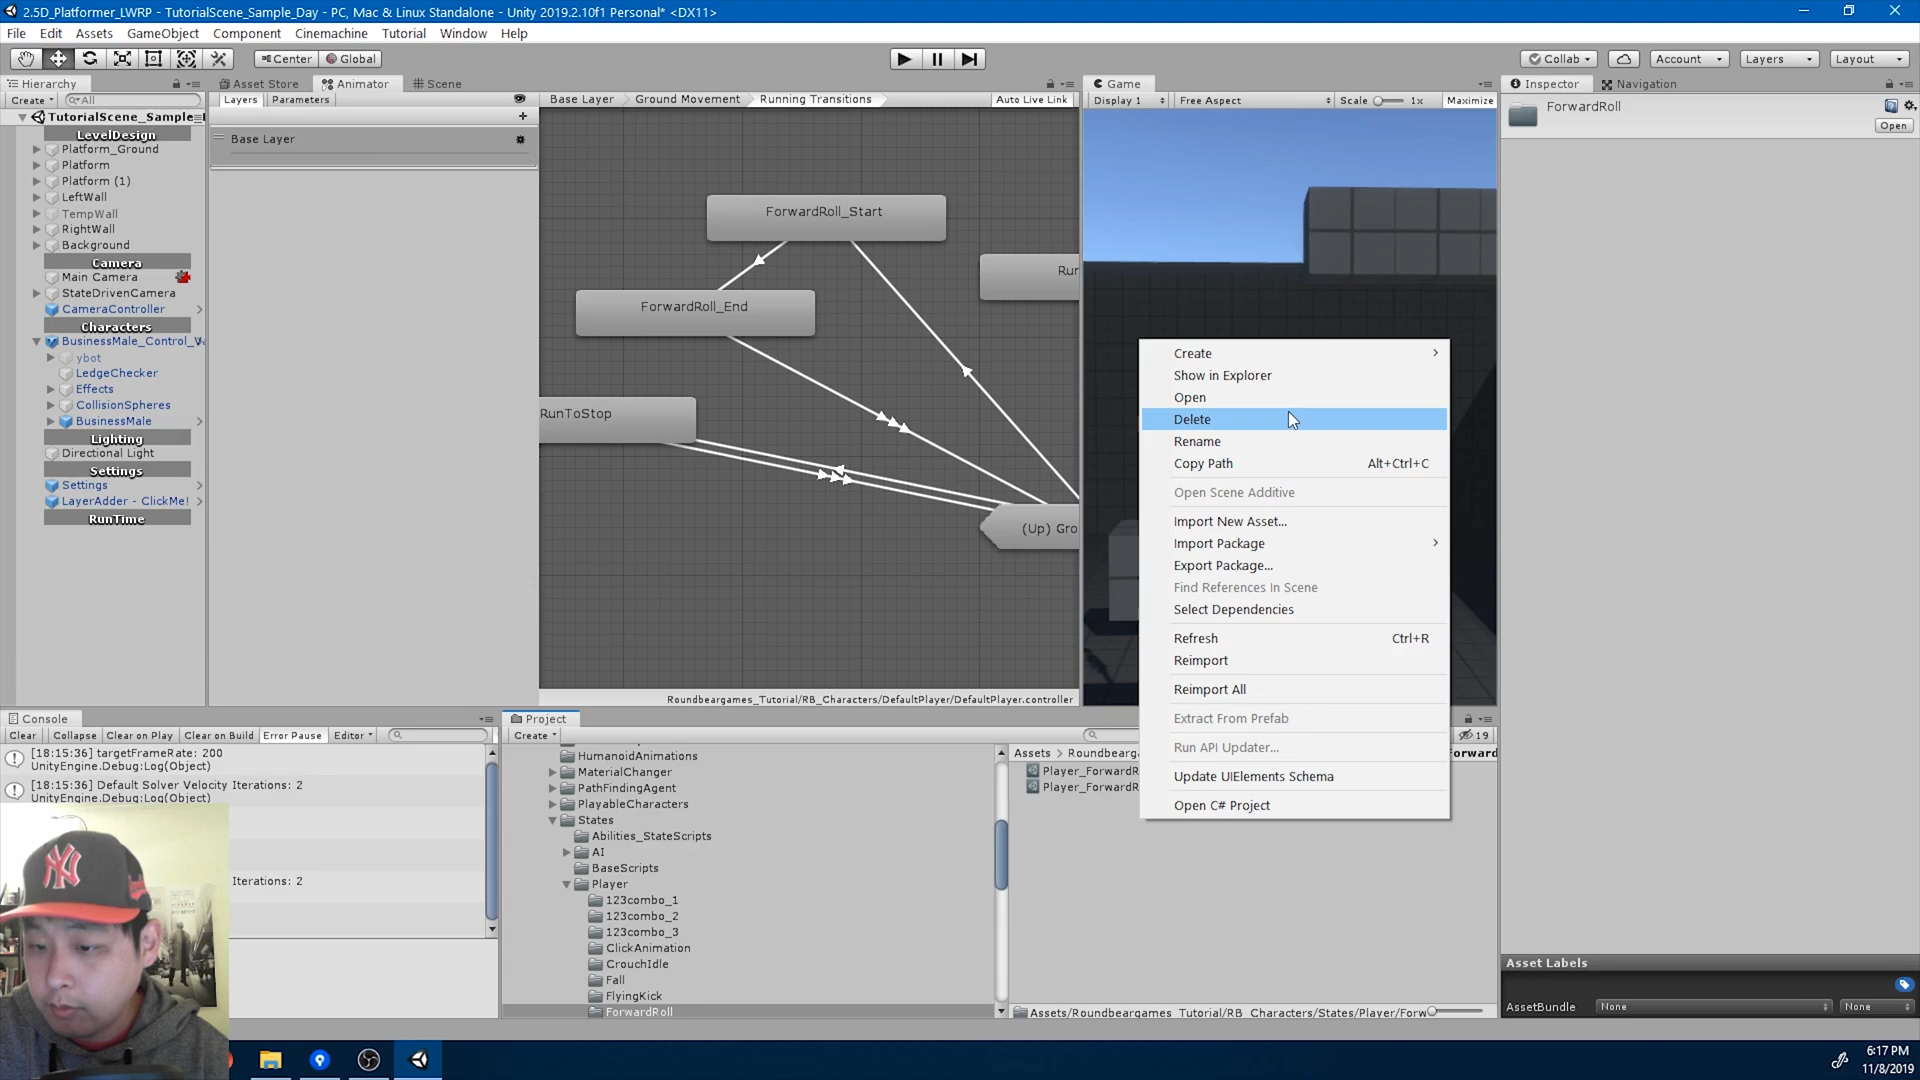 2.5D_Platformer_LWRP - TutorialScene_Sample_Day - PC, Mac & Linux Standalone - Unity 2019.2.10f1 Personal* <DX11>
File Edit Assets GameObject Component Cinemachine Tutorial Window Help
Center Global Collab Account Layers Layout
Hierarchy Asset Store Animator Scene Game Inspector Navigation
Create All Layers Parameters Base Layer Ground Movement Running Transitions Auto Live Link Display 1 Free Aspect Scale 1x Maximize
ForwardRoll
Open
TutorialScene_Sample
LevelDesign
Platform_Ground
Platform
Platform (1)
LeftWall
TempWall
RightWall
Background
Camera
Main Camera
StateDrivenCamera
CameraController
Characters
BusinessMale_Control_Va
ybot
LedgeChecker
Effects
CollisionSpheres
BusinessMale
Lighting
Directional Light
Settings
Settings
LayerAdder - ClickMe!
RunTime
Base Layer
ForwardRoll_Start
Run
ForwardRoll_End
RunToStop
(Up) Gro
Roundbeargames_Tutorial/RB_Characters/DefaultPlayer/DefaultPlayer.controller
Create
Show in Explorer
Open
Delete
Rename
Copy Path Alt+Ctrl+C
Open Scene Additive
Import New Asset...
Import Package
Export Package...
Find References In Scene
Select Dependencies
Refresh Ctrl+R
Reimport
Reimport All
Extract From Prefab
Run API Updater...
Update UIElements Schema
Open C# Project
Console
Clear Collapse Clear on Play Clear on Build Error Pause Editor
[18:15:36] targetFrameRate: 200
UnityEngine.Debug:Log(Object)
[18:15:36] Default Solver Velocity Iterations: 2
UnityEngine.Debug:Log(Object)
Iterations: 2
Project
Create
19
HumanoidAnimations
MaterialChanger
PathFindingAgent
PlayableCharacters
States
Abilities_StateScripts
AI
BaseScripts
Player
123combo_1
123combo_2
123combo_3
ClickAnimation
CrouchIdle
Fall
FlyingKick
ForwardRoll
Assets > Roundbearga
Forward
Player_ForwardR
Player_ForwardR
Assets/Roundbeargames_Tutorial/RB_Characters/States/Player/Forw
Asset Labels
AssetBundle None None
6:17 PM
11/8/2019